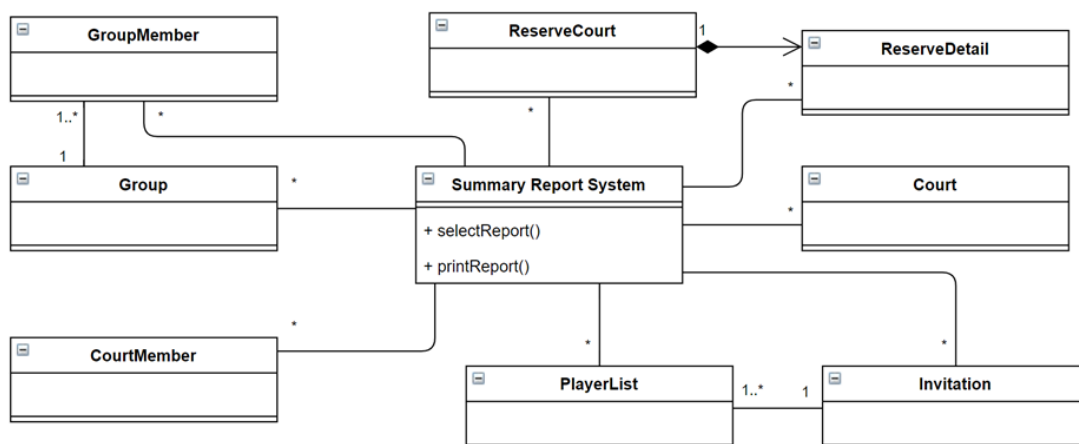 GroupMember
ReserveCourt
1
ReserveDetail
1..*
*
*
*
1
Group
*
Summary Report System
+ selectReport()
+ printReport()
Court
*
CourtMember
*
*
*
PlayerList
1..*
1
Invitation